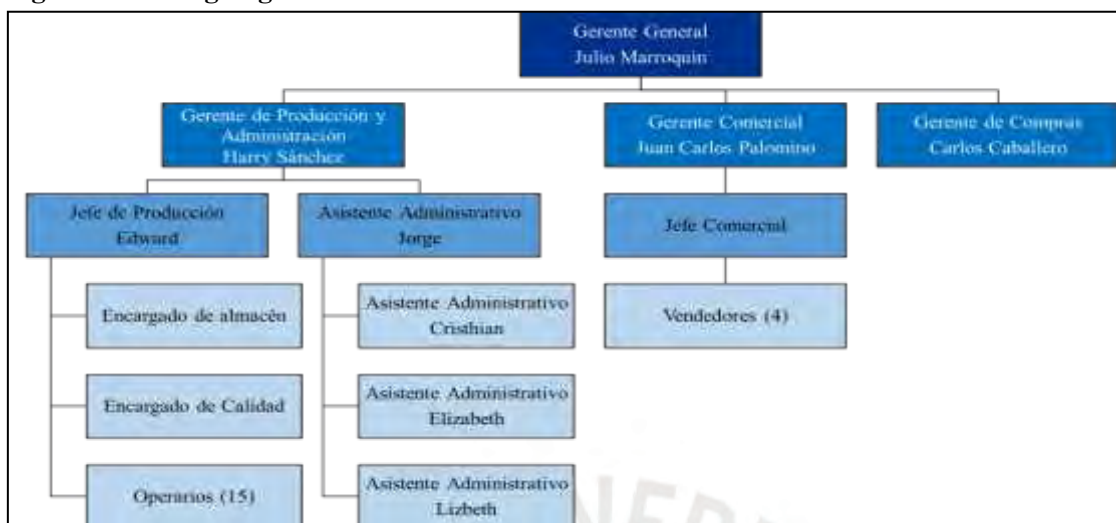 Gerente General
Julio Marroquin
Gerente de Producción y
Administración
Harry Sánchez
Gerente Comercial
Juan Carlos Palomino
Gerente de Compras
Carlos Caballero
Jefe de Producción
Edward
Asistente Administrativo
Jorge
Jefe Comercial
Encargado de almacén
Asistente Administrativo
Cristhian
Vendedores (4)
Encargado de Calidad
Asistente Administrativo
Elizabeth
Operarios (15)
Asistente Administrativo
Lizbeth